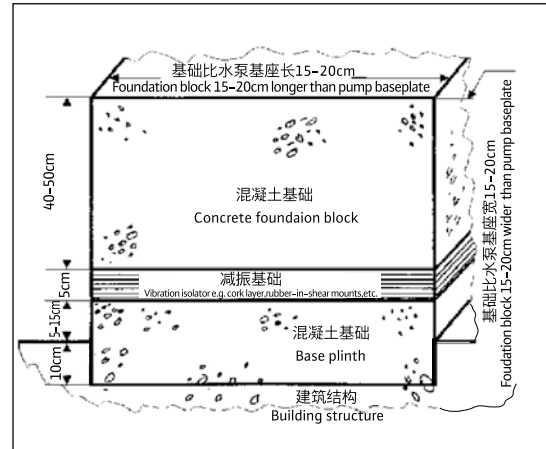 基础比水泵基座长15-20cm
Foundation block 15-20cm longer than pump baseplate
40-50cm
混凝土基础
Concrete foundaion block
减振基础
Vibration isolator e.g. cork layer,rubber-in-shear mounts,etc.
5cm
5-15cm
混凝土基础
Base plinth
10cm
建筑结构
Building structure
基础比水泵基座宽15-20cm
Foudation block 15-20cm wider than pump baseplate